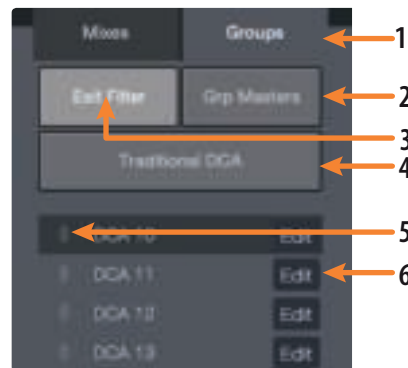 Mixes Groups 1
Exit Filter Grp Masters 2
3
Traditional DCA 4
DCA 10 Edit 5
DCA 11 Edit 6
DCA 12 Edit
DCA 13 Edit